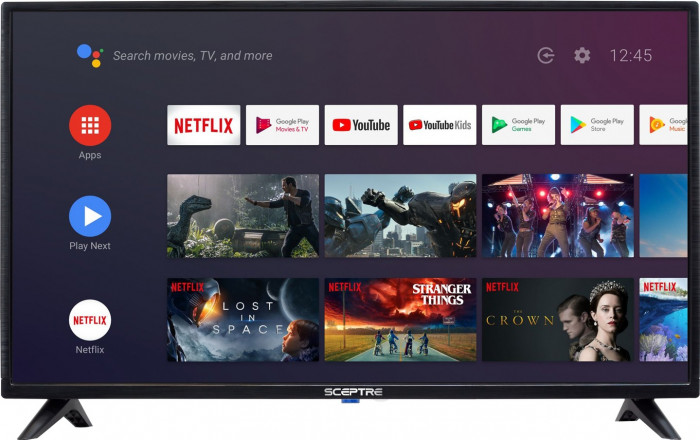 Search movies, TV, and more
12:45
Apps
NETFLIX
Google Play
Movies & TV
YouTube
YouTube Kids
Google Play
Games
Google Play
Store
Google
Music
Play Next
NETFLIX
Netflix
NETFLIX
LOST
IN
SPACE
NETFLIX
STRANGER
THINGS
NETFLIX
THE
CROWN
NETFLIX
SCEPTRE